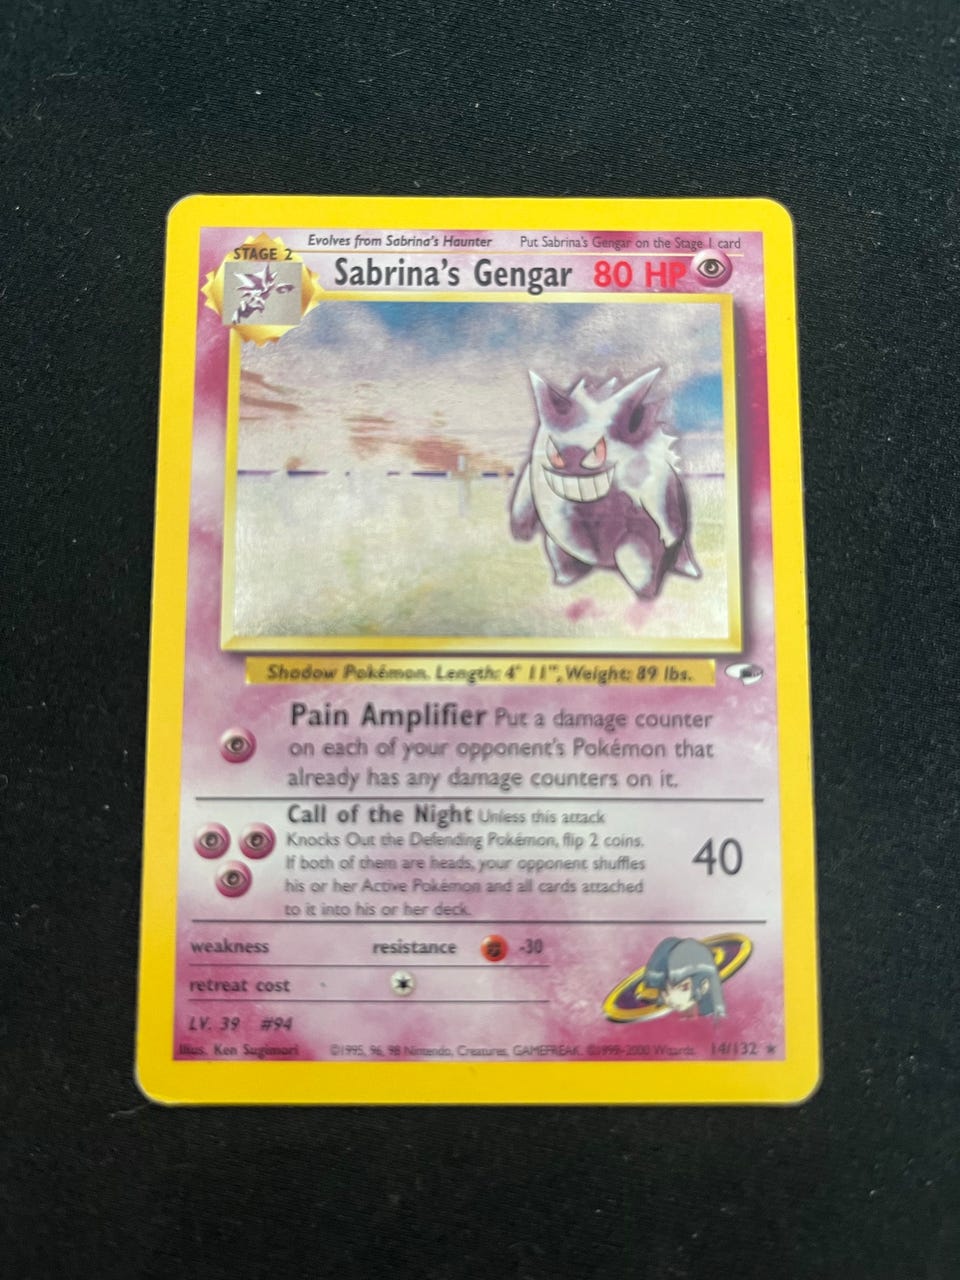 Evolves from Sabrina's Haunter Put Sabrina's Gengar on the Stage 1 card
STAGE 2
Sabrina's Gengar 80 HP
Shadow Pokémon. Length: 4' 11", Weight: 89 lbs.
Pain Amplifier Put a damage counter
on each of your opponent's Pokémon that
already has any damage counters on it.
Call of the Night Unless this attack
Knocks Out the Defending Pokémon, flip 2 coins.
If both of them are heads, your opponent shuffles
his or her Active Pokémon and all cards attached
to it into his or her deck.
40
weakness resistance -30
retreat cost
LV. 39 #94
Illus. Ken Sugimori ©1995, 96, 98 Nintendo, Creatures, GAMEFREAK. ©1999-2000 Wizards. 14/132 ★